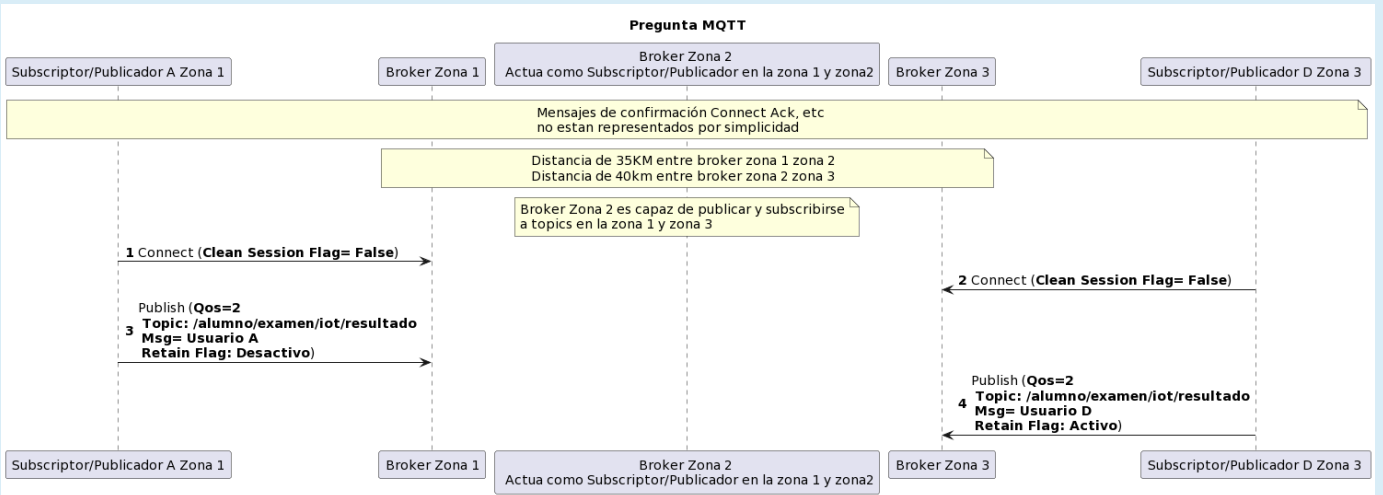 Pregunta MQTT
Subscriptor/Publicador A Zona 1
Broker Zona 1
Broker Zona 2
Actua como Subscriptor/Publicador en la zona 1 y zona2
Broker Zona 3
Subscriptor/Publicador D Zona 3
Mensajes de confirmación Connect Ack, etc
no estan representados por simplicidad
Distancia de 35KM entre broker zona 1 zona 2
Distancia de 40km entre broker zona 2 zona 3
Broker Zona 2 es capaz de publicar y subscribirse
a topics en la zona 1 y zona 3
1 Connect (Clean Session Flag= False)
2 Connect (Clean Session Flag= False)
Publish (Qos=2
Topic: /alumno/examen/iot/resultado
3
Msg= Usuario A
Retain Flag: Desactivo)
Publish (Qos=2
Topic: /alumno/examen/iot/resultado
4
Msg= Usuario D
Retain Flag: Activo)
Subscriptor/Publicador A Zona 1
Broker Zona 1
Broker Zona 2
Actua como Subscriptor/Publicador en la zona 1 y zona2
Broker Zona 3
Subscriptor/Publicador D Zona 3